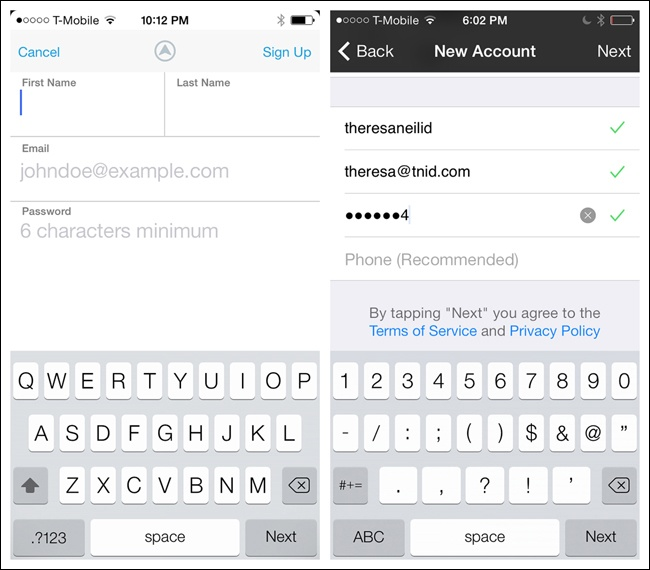 T-Mobile 10:12 PM
Cancel Sign Up
First Name Last Name
Email
johndoe@example.com
Password
6 characters minimum
Q W E R T Y U I O P
A S D F G H J K L
Z X C V B N M
.?123 space Next
T-Mobile 6:02 PM
Back New Account Next
theresaneilid
theresa@tnid.com
●●●●●●4
Phone (Recommended)
By tapping "Next" you agree to the
Terms of Service and Privacy Policy
1 2 3 4 5 6 7 8 9 0
- / : ; ( ) $ & @ ”
#+= . , ? ! ’
ABC space Next